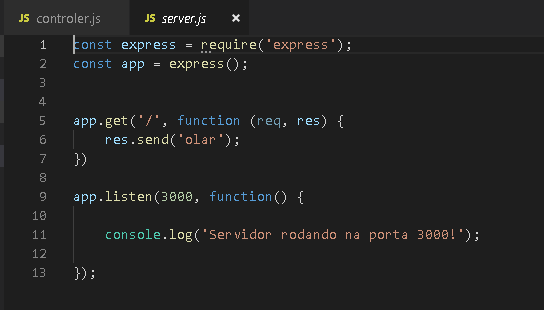 JS controler.js JS server.js ×
1 const express = require('express');
2 const app = express();
3
4
5 app.get('/', function (req, res) {
6     res.send('olar');
7 })
8
9 app.listen(3000, function() {
10
11     console.log('Servidor rodando na porta 3000!');
12
13 });